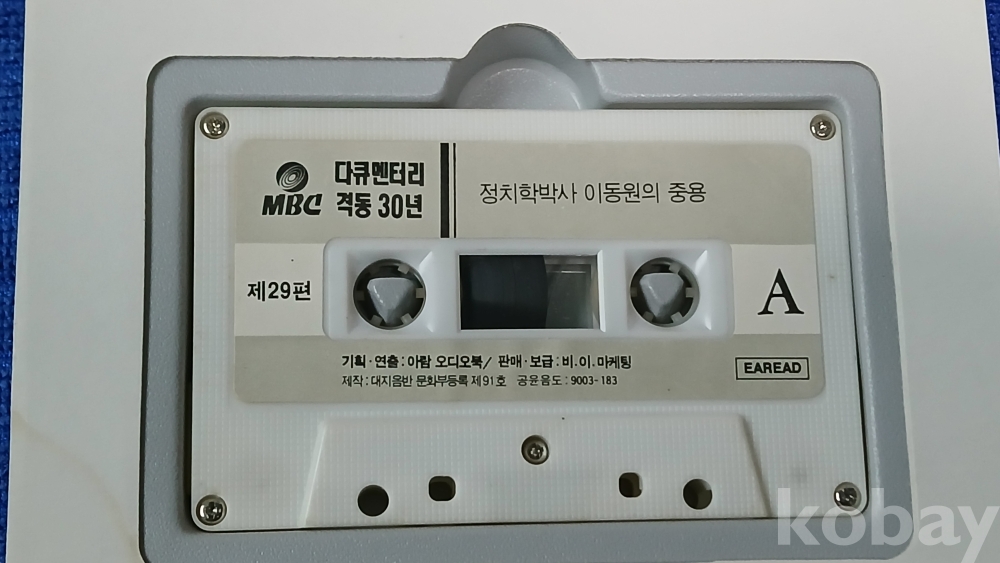 MBC
다큐멘터리
격동 30년
정치학박사 이동원의 중용
제29편
A
기획·연출:아람 오디오북/ 판매·보급:비.이.마케팅
제작:대지음반 문화부등록 제91호 공윤음도:9003-183
EAREAD
kobay